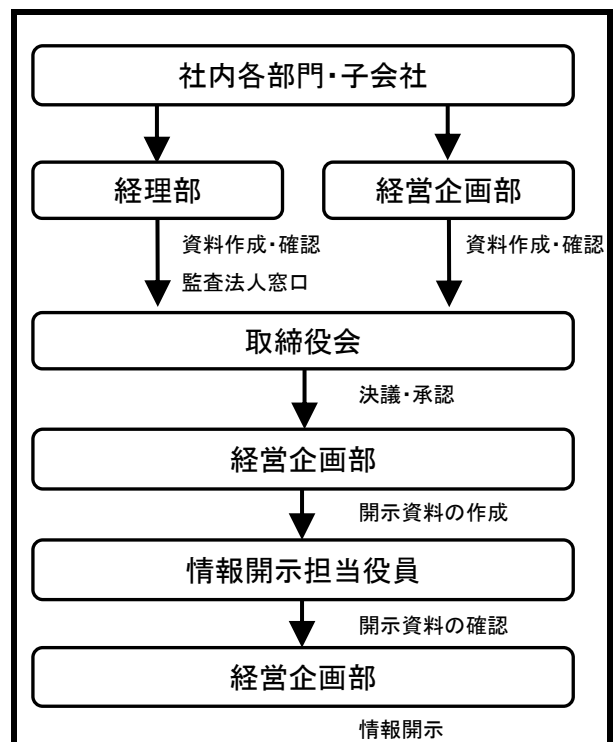 社内各部門・子会社
経理部
経営企画部
資料作成・確認
監査法人窓口
資料作成・確認
取締役会
決議・承認
経営企画部
開示資料の作成
情報開示担当役員
開示資料の確認
経営企画部
情報開示